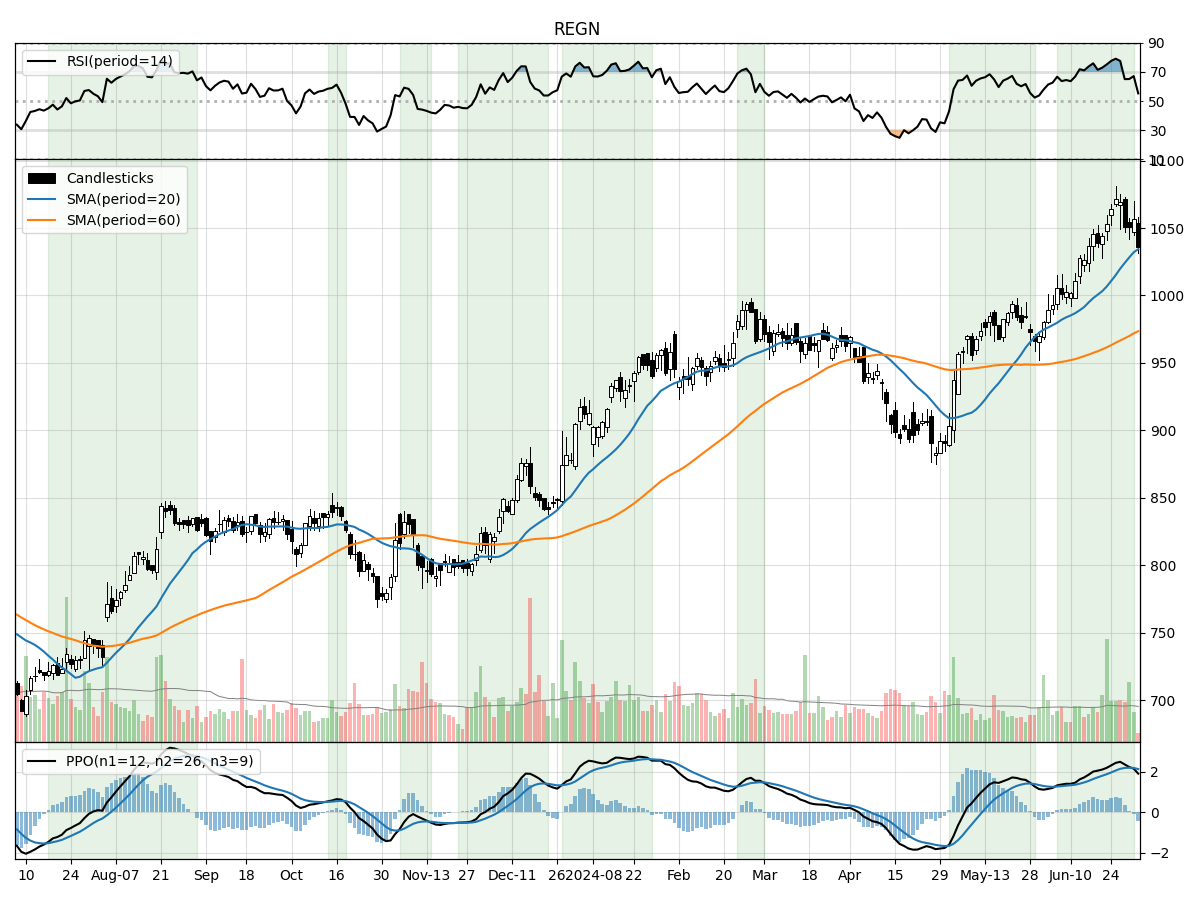 REGN
RSI(period=14)
90
70
50
30
10
Candlesticks
SMA(period=20)
SMA(period=60)
1100
1050
1000
950
900
850
800
750
700
PPO(n1=12, n2=26, n3=9)
2
0
−2
10 24 Aug-07 21 Sep 18 Oct 16 30 Nov-13 27 Dec-11 26 2024-08 22 Feb 20 Mar 18 Apr 15 29 May-13 28 Jun-10 24